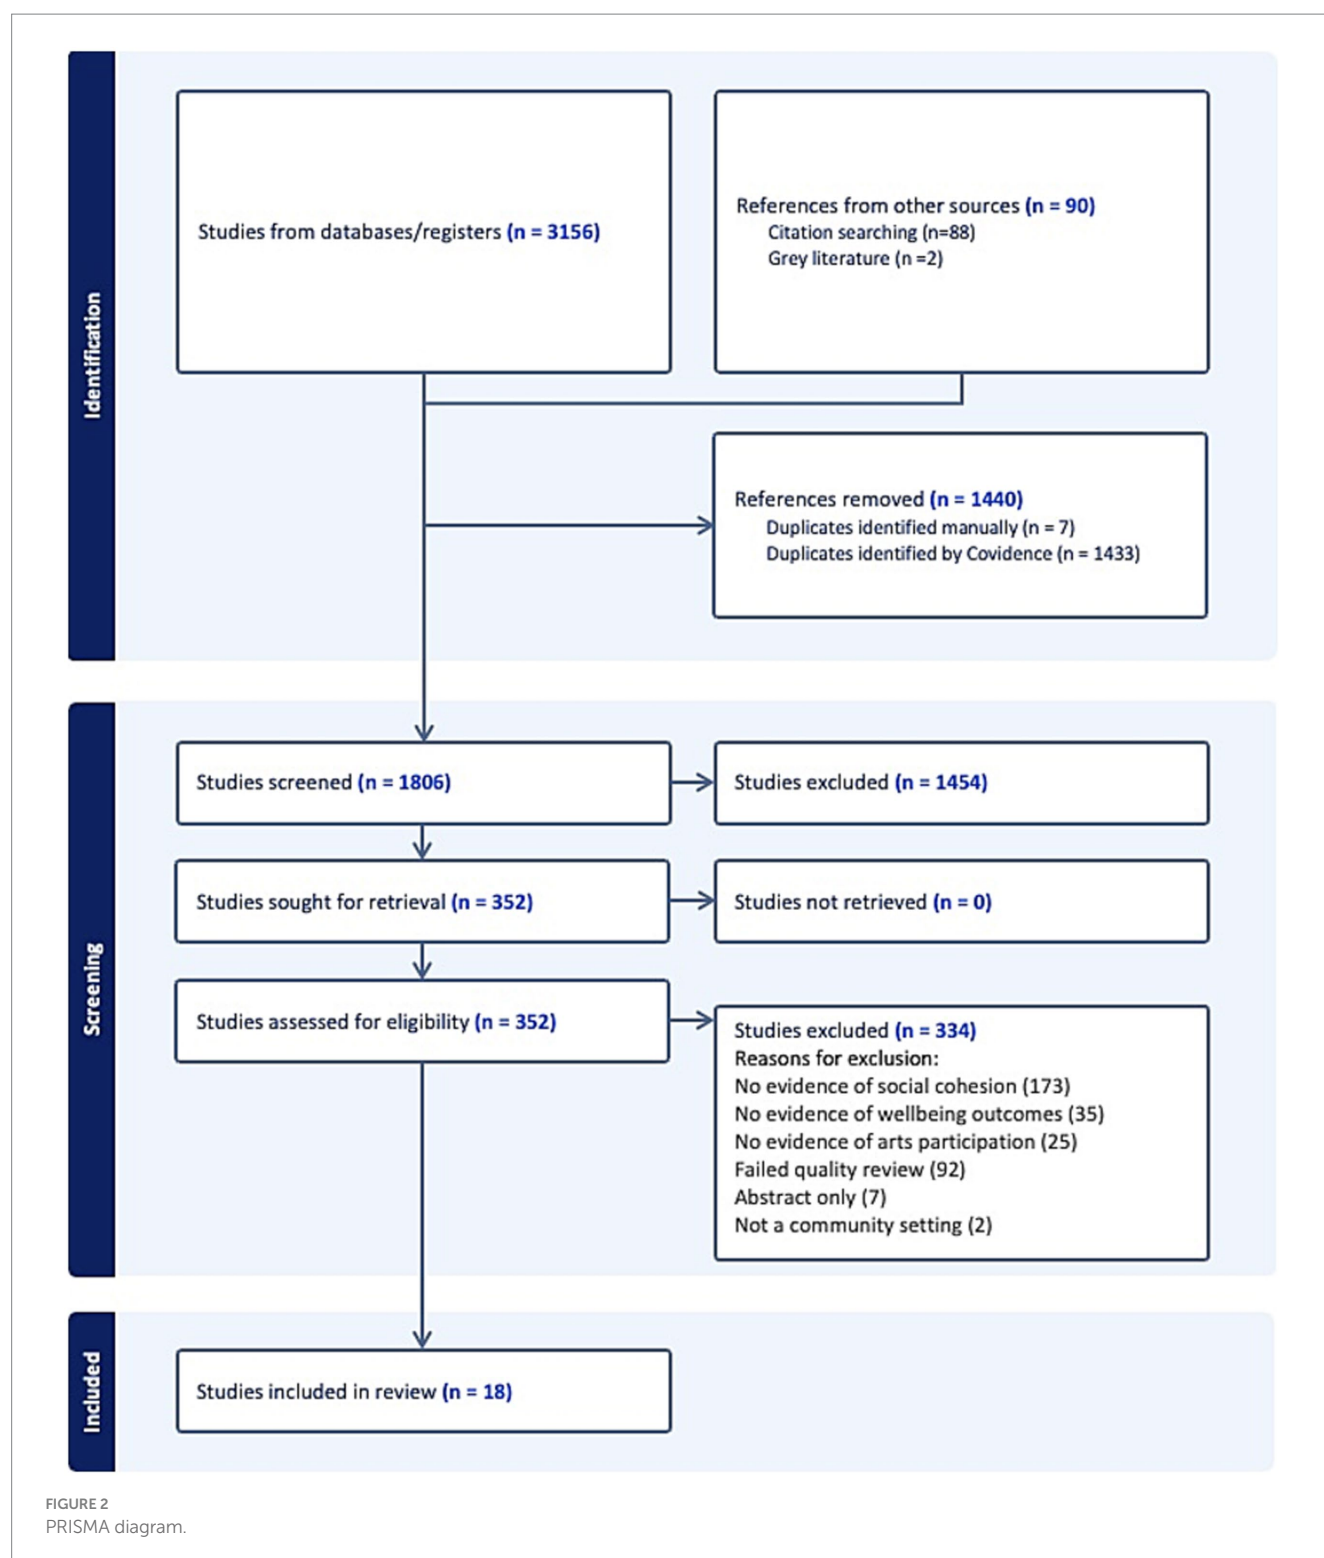 Identification
Studies from databases/registers (n = 3156)
References from other sources (n = 90)
Citation searching (n=88)
Grey literature (n =2)
References removed (n = 1440)
Duplicates identified manually (n = 7)
Duplicates identified by Covidence (n = 1433)
Screening
Studies screened (n = 1806)
Studies excluded (n = 1454)
Studies sought for retrieval (n = 352)
Studies not retrieved (n = 0)
Studies assessed for eligibility (n = 352)
Studies excluded (n = 334)
Reasons for exclusion:
No evidence of social cohesion (173)
No evidence of wellbeing outcomes (35)
No evidence of arts participation (25)
Failed quality review (92)
Abstract only (7)
Not a community setting (2)
Included
Studies included in review (n = 18)
FIGURE 2
PRISMA diagram.